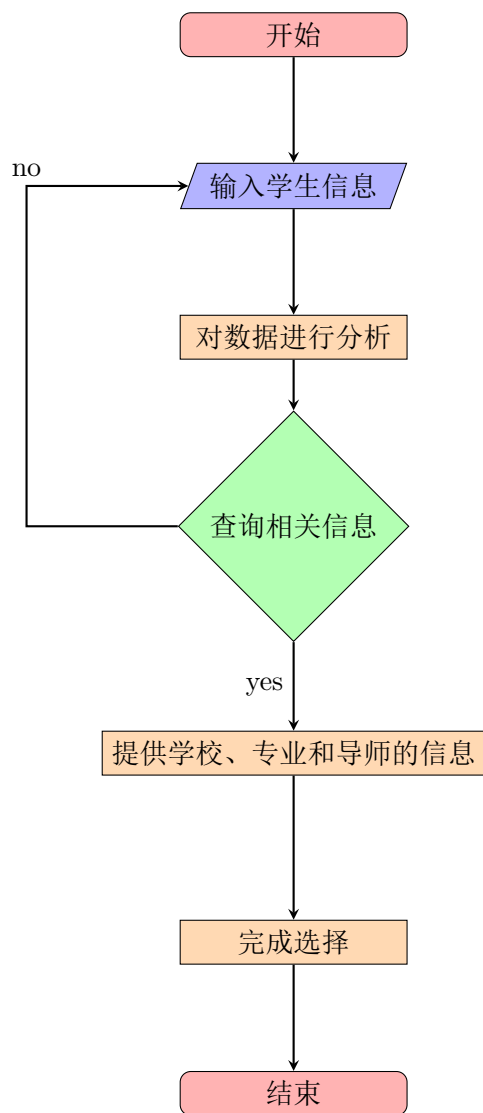 开始
no
输入学生信息
对数据进行分析
查询相关信息
yes
提供学校、专业和导师的信息
完成选择
结束